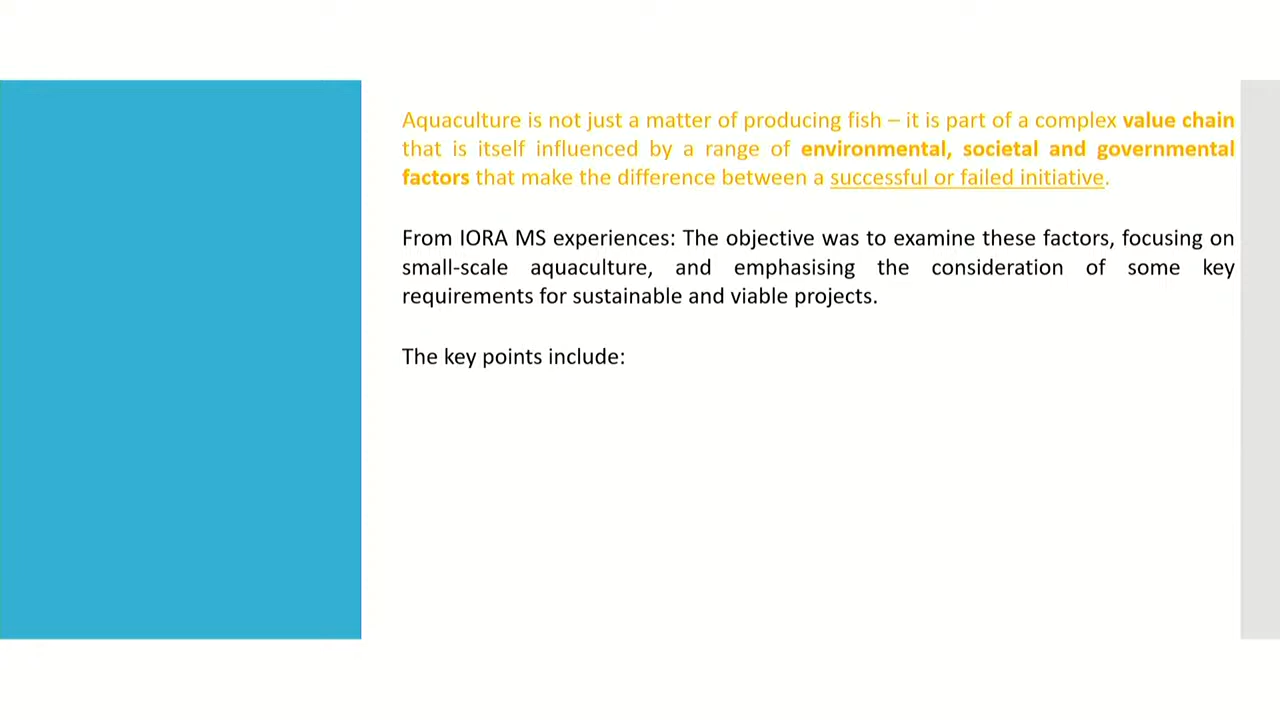 Aquaculture is not just a matter of producing fish – it is part of a complex value chain
that is itself influenced by a range of environmental, societal and governmental
factors that make the difference between a successful or failed initiative.
From IORA MS experiences: The objective was to examine these factors, focusing on
small-scale aquaculture, and emphasising the consideration of some key
requirements for sustainable and viable projects.
The key points include: